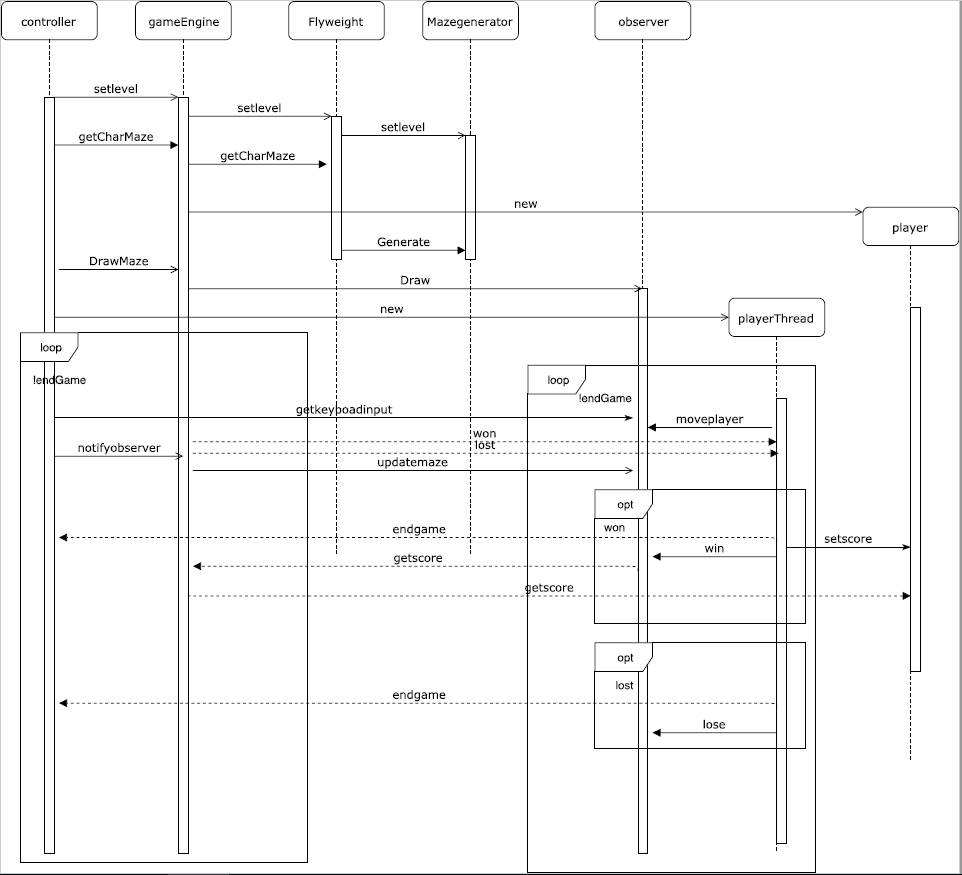 controller
gameEngine
Flyweight
Mazegenerator
observer
setlevel
setlevel
setlevel
getCharMaze
getCharMaze
new
player
Generate
DrawMaze
Draw
new
playerThread
loop
!endGame
loop
!endGame
getkeyboadinput
moveplayer
won
lost
notifyobserver
updatemaze
opt
won
endgame
setscore
win
getscore
getscore
opt
lost
endgame
lose